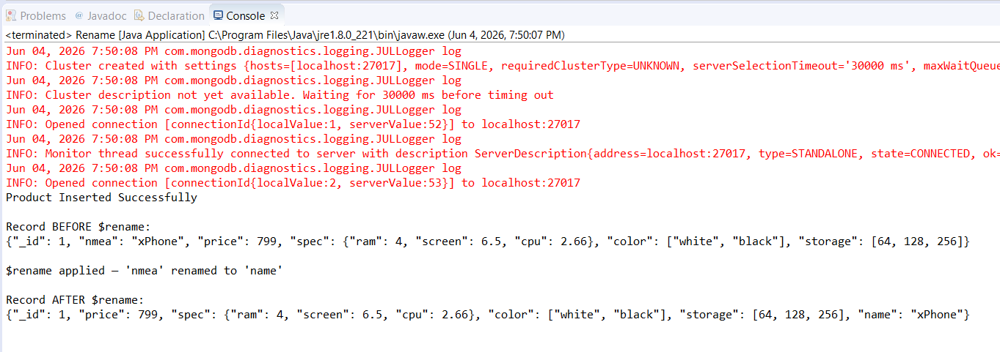 Problems @ Javadoc Declaration Console
<terminated> Rename [Java Application] C:\Program Files\Java\jre1.8.0_221\bin\javaw.exe (Jun 4, 2026, 7:50:07 PM)
Jun 04, 2026 7:50:08 PM com.mongodb.diagnostics.logging.JULLogger log
INFO: Cluster created with settings {hosts=[localhost:27017], mode=SINGLE, requiredClusterType=UNKNOWN, serverSelectionTimeout='30000 ms', maxWaitQueue
Jun 04, 2026 7:50:08 PM com.mongodb.diagnostics.logging.JULLogger log
INFO: Cluster description not yet available. Waiting for 30000 ms before timing out
Jun 04, 2026 7:50:08 PM com.mongodb.diagnostics.logging.JULLogger log
INFO: Opened connection [connectionId{localValue:1, serverValue:52}] to localhost:27017
Jun 04, 2026 7:50:08 PM com.mongodb.diagnostics.logging.JULLogger log
INFO: Monitor thread successfully connected to server with description ServerDescription{address=localhost:27017, type=STANDALONE, state=CONNECTED, ok=
Jun 04, 2026 7:50:08 PM com.mongodb.diagnostics.logging.JULLogger log
INFO: Opened connection [connectionId{localValue:2, serverValue:53}] to localhost:27017
Product Inserted Successfully
Record BEFORE $rename:
{"_id": 1, "nmea": "xPhone", "price": 799, "spec": {"ram": 4, "screen": 6.5, "cpu": 2.66}, "color": ["white", "black"], "storage": [64, 128, 256]}
$rename applied — 'nmea' renamed to 'name'
Record AFTER $rename:
{"_id": 1, "price": 799, "spec": {"ram": 4, "screen": 6.5, "cpu": 2.66}, "color": ["white", "black"], "storage": [64, 128, 256], "name": "xPhone"}